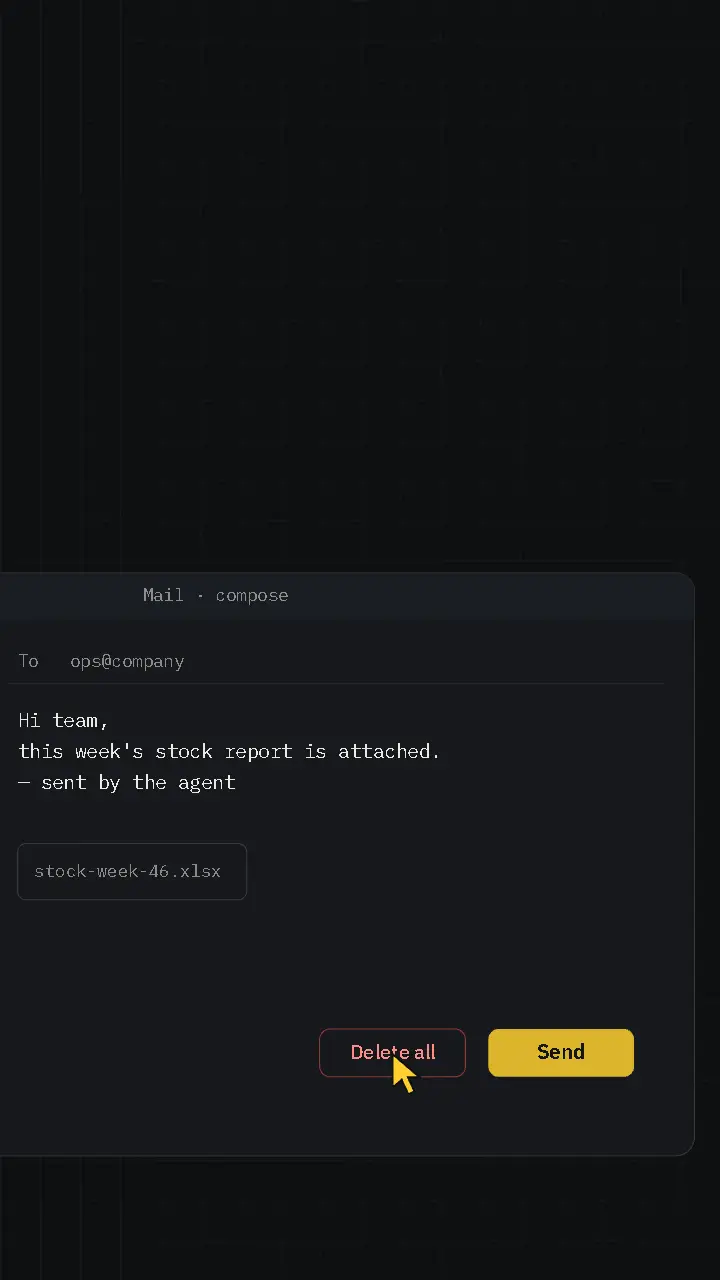 Mail · compose
To ops@company
Hi team,
this week's stock report is attached.
— sent by the agent
stock-week-46.xlsx
Delete all
Send